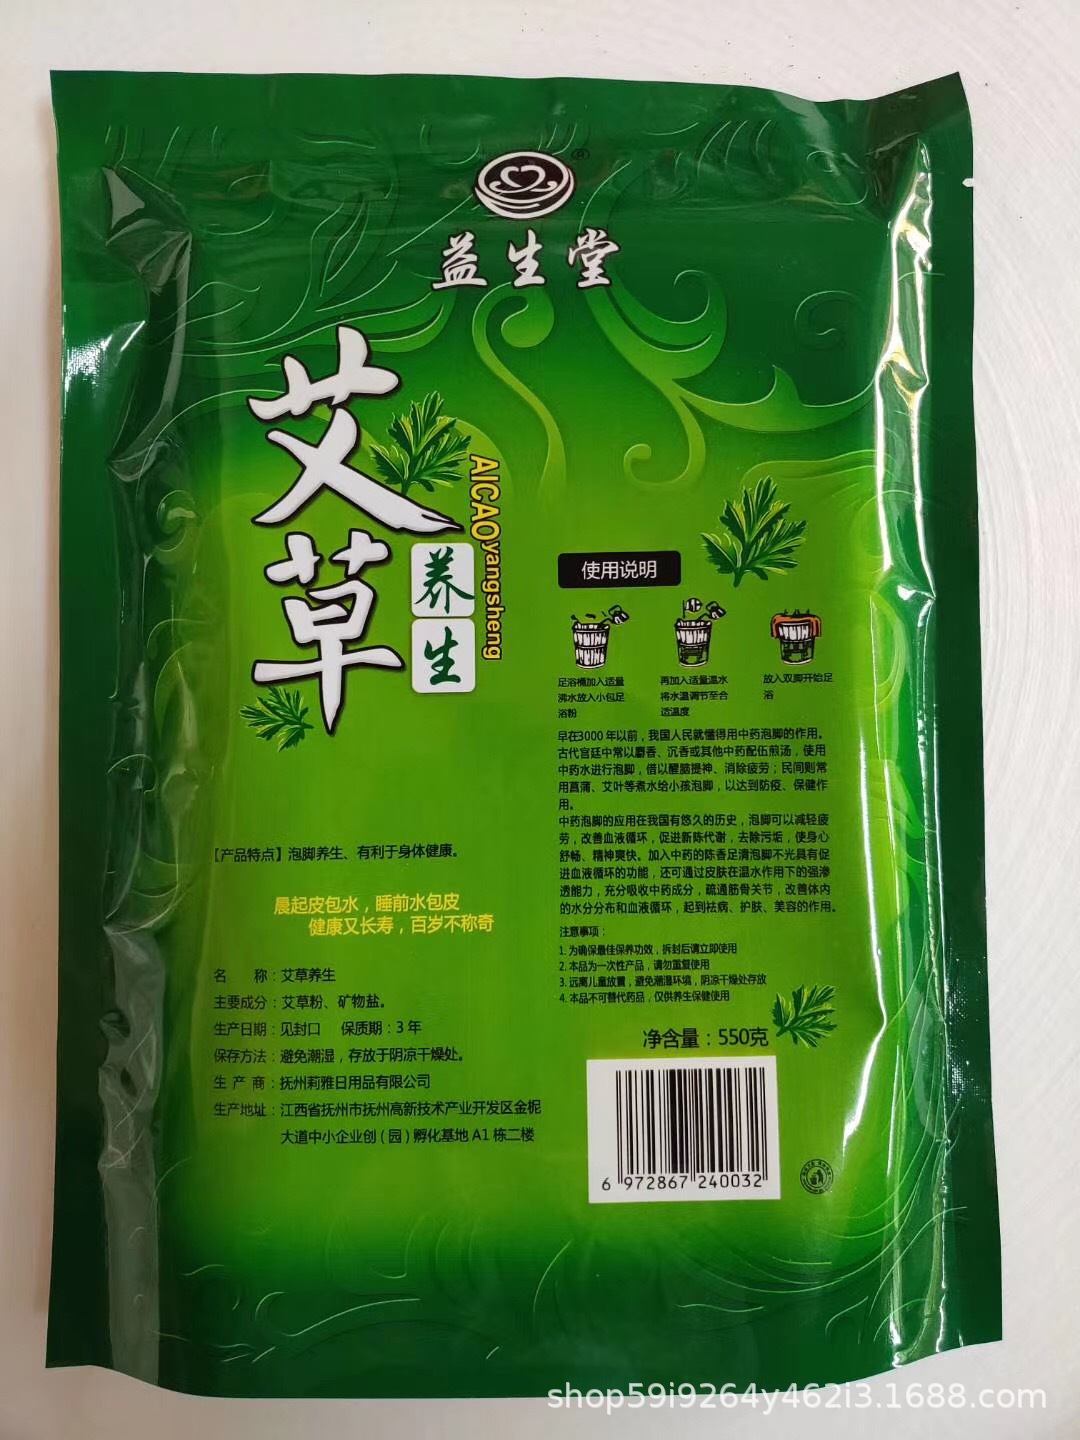 ®
益生堂
艾草
养生
AICAOyangsheng
使用说明
足浴桶加入适量
沸水放入小包足
浴粉
再加入适量温水
将水温调节至合
适温度
放入双脚开始足
浴
早在3000年以前，我国人民就懂得用中药泡脚的作用。
古代宫廷中常以麝香、沉香或其他中药配伍煎汤，使用
中药水进行泡脚，借以醒脑提神、消除疲劳；民间则常
用菖蒲、艾叶等煮水给小孩泡脚，以达到防疫、保健作
用。
中药泡脚的应用在我国有悠久的历史，泡脚可以减轻疲
劳，改善血液循环，促进新陈代谢，去除污垢，使身心
舒畅、精神爽快。加入中药的陈香足清泡脚不光具有促
进血液循环的功能，还可通过皮肤在温水作用下的强渗
透能力，充分吸收中药成分，疏通筋骨关节，改善体内
的水分分布和血液循环，起到祛病、护肤、美容的作用。
注意事项：
1. 为确保最佳保养功效，拆封后请立即使用
2. 本品为一次性产品，请勿重复使用
3. 远离儿童放置，避免潮湿环境，阴凉干燥处存放
4. 本品不可替代药品，仅供养生保健使用
净含量：550克
6 972867 240032
【产品特点】泡脚养生、有利于身体健康。
晨起皮包水，睡前水包皮
健康又长寿，百岁不称奇
名　　称：艾草养生
主要成分：艾草粉、矿物盐。
生产日期：见封口　保质期：3年
保存方法：避免潮湿，存放于阴凉干燥处。
生 产 商：抚州莉雅日用品有限公司
生产地址：江西省抚州市抚州高新技术产业开发区金柅
大道中小企业创（园）孵化基地A1栋二楼
shop59i9264y462i3.1688.com